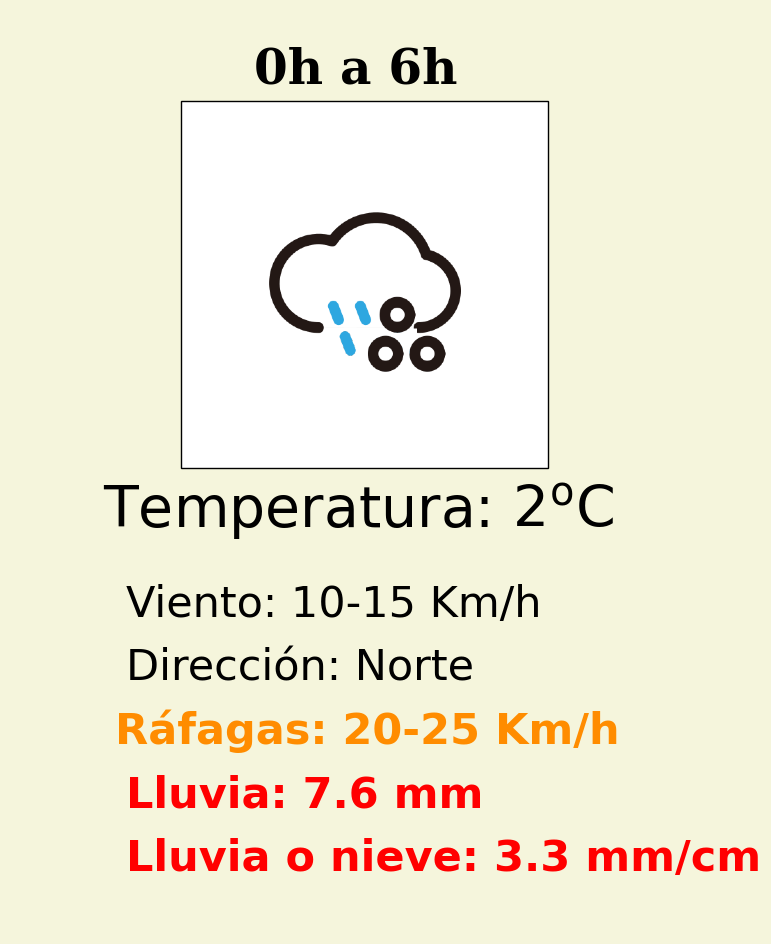 0h a 6h
Temperatura: 2ºC
Viento: 10-15 Km/h
Dirección: Norte
Ráfagas: 20-25 Km/h
Lluvia: 7.6 mm
Lluvia o nieve: 3.3 mm/cm